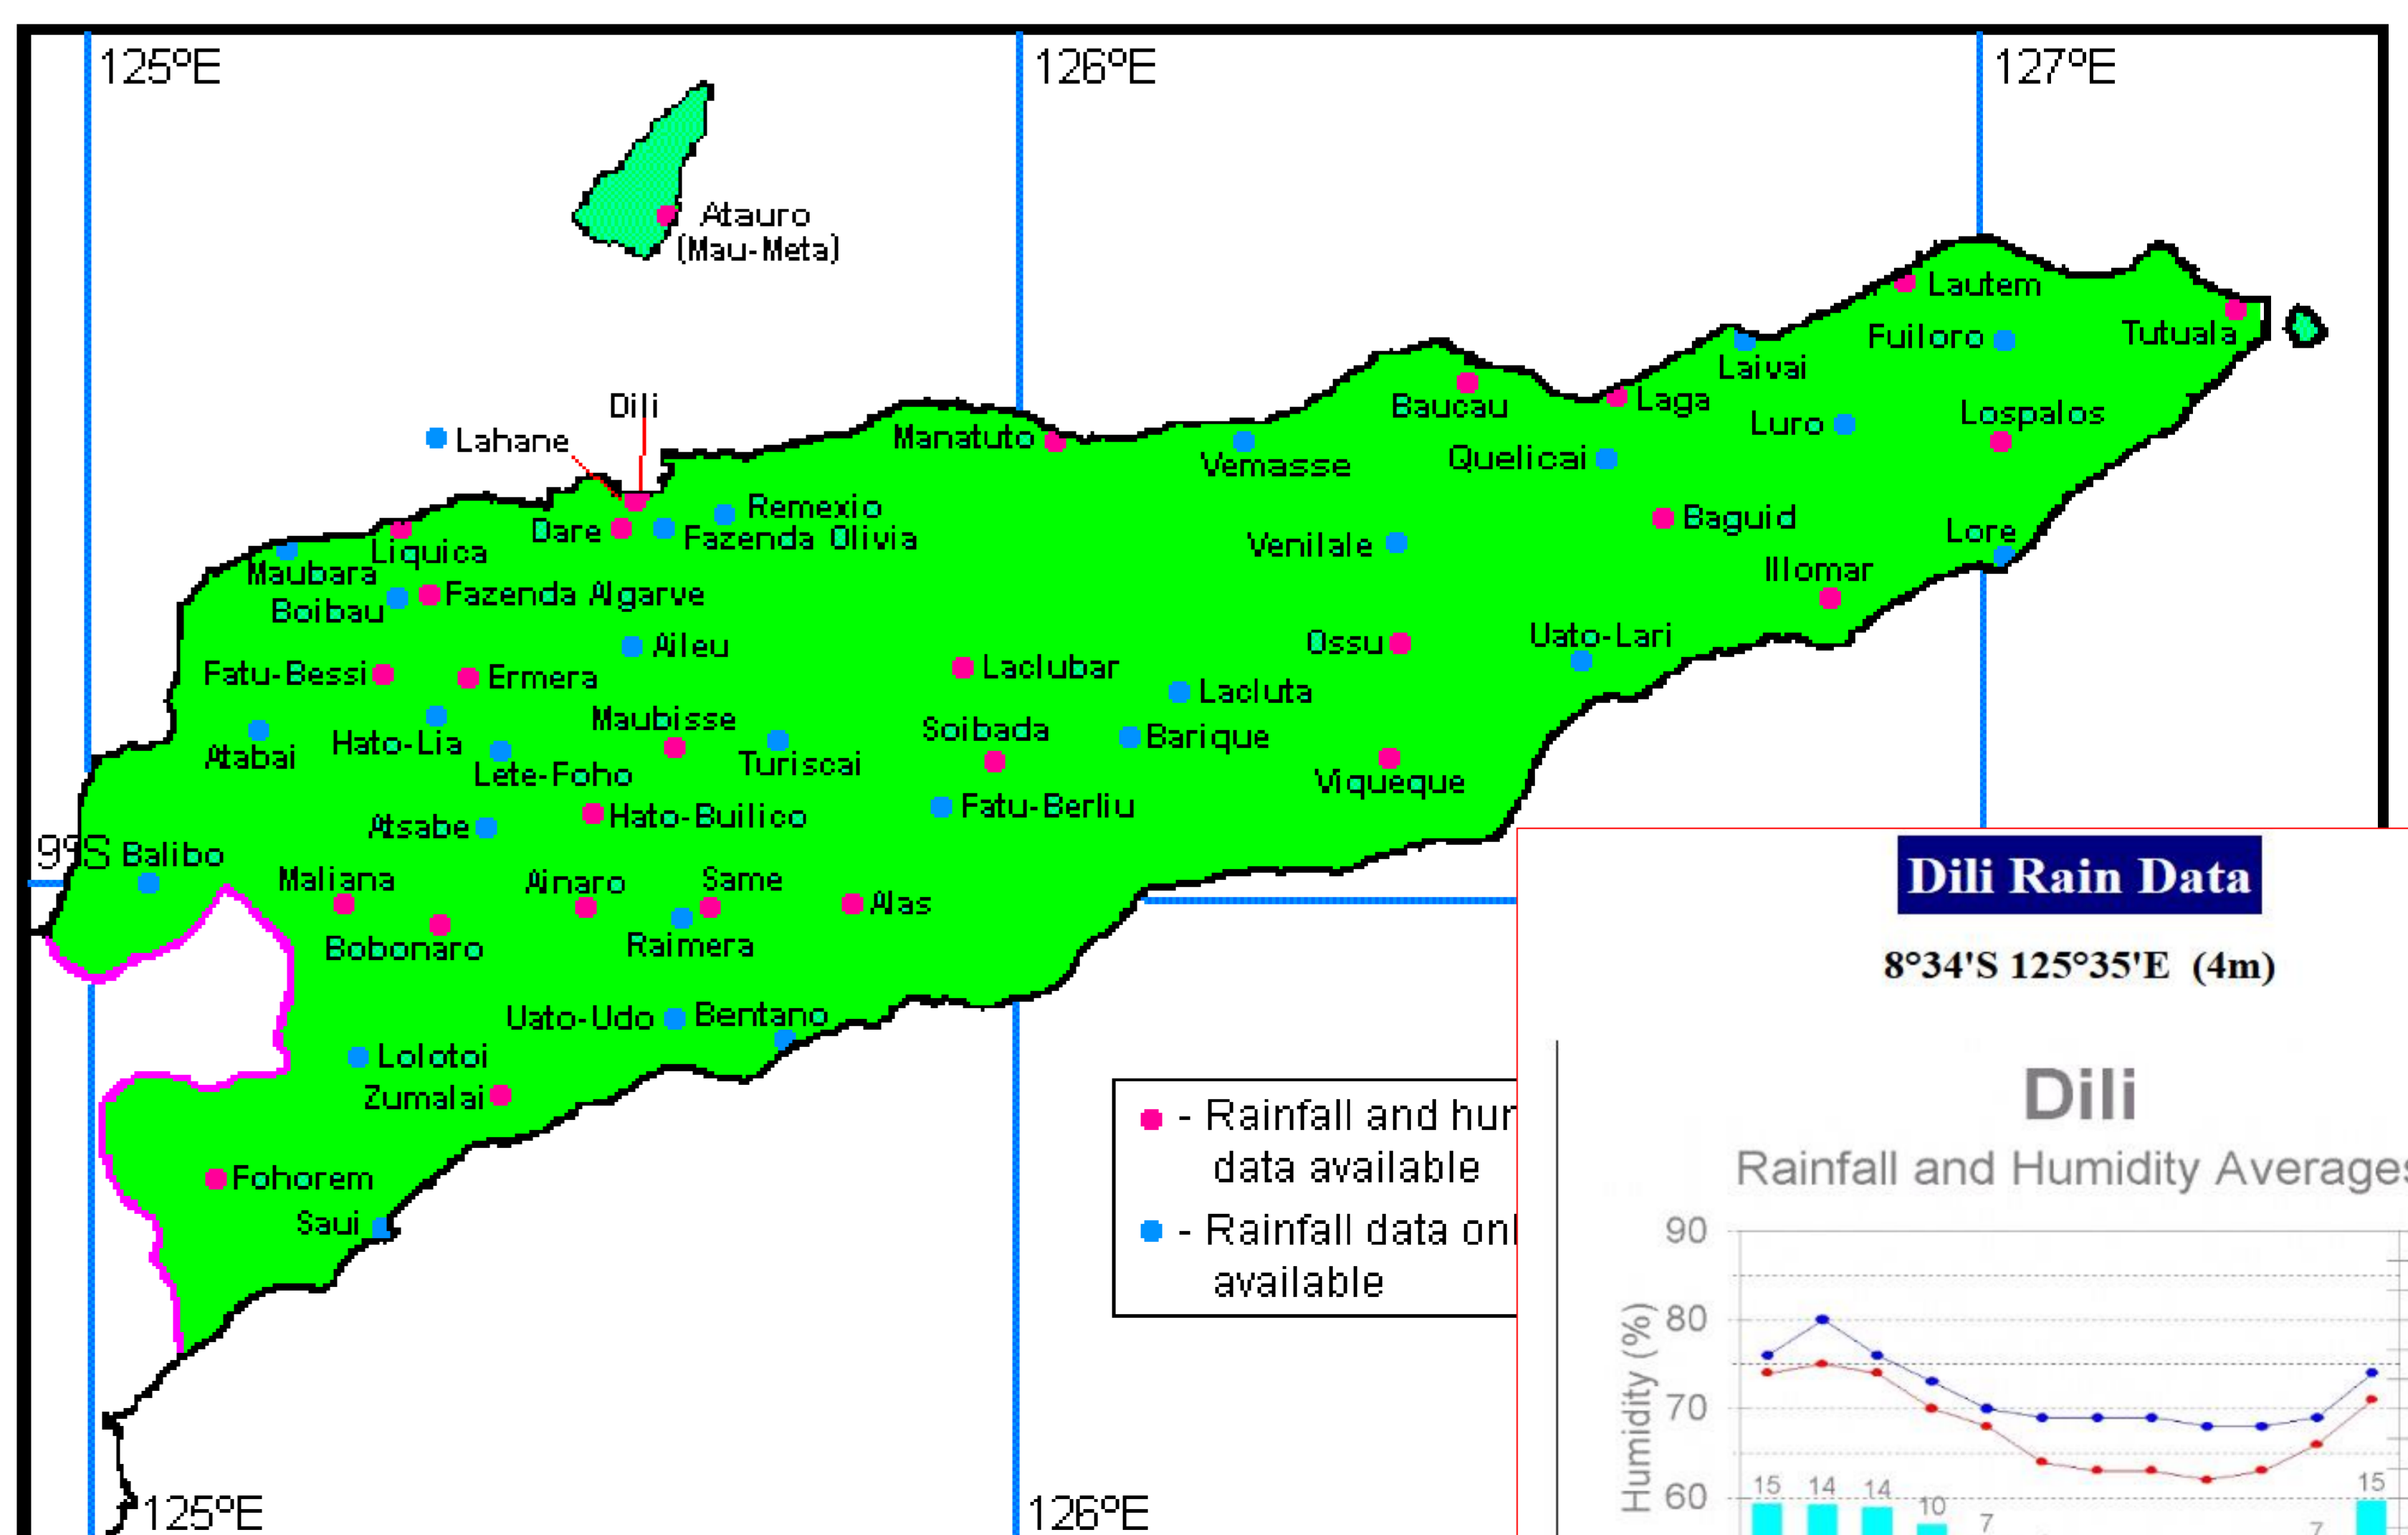 125ºE
126ºE
127ºE
Atauro
(Mau-Meta)
Lautem
Fuiloro
Tutuala
Laivai
Dili
Baucau
Laga
Lospalos
Luro
Lahane
Manatuto
Vemasse
Quelicai
Remexio
Dare
Fazenda Olivia
Baguid
Lore
Liquica
Venilale
Maubara
Illomar
Fazenda Algarve
Boibau
Aileu
Ossu
Uato-Lari
Fatu-Bessi
Ermera
Laclubar
Lacluta
Maubisse
Soibada
Barique
Hato-Lia
Atabai
Turiscai
Lete-Foho
Viqueque
Fatu-Berliu
Hato-Builico
Atsabe
9ºS
Balibo
Maliana
Ainaro
Same
Alas
Bobonaro
Raimera
Uato-Udo
Bentano
Lolotoi
Zumalai
Fohorem
Saui
- Rainfall and hum
data available
- Rainfall data onl
available
125ºE
126ºE
Dili Rain Data
8°34'S 125°35'E (4m)
Dili
Rainfall and Humidity Averages
Humidity (%)
90
80
70
60
15
14
14
10
7
7
15